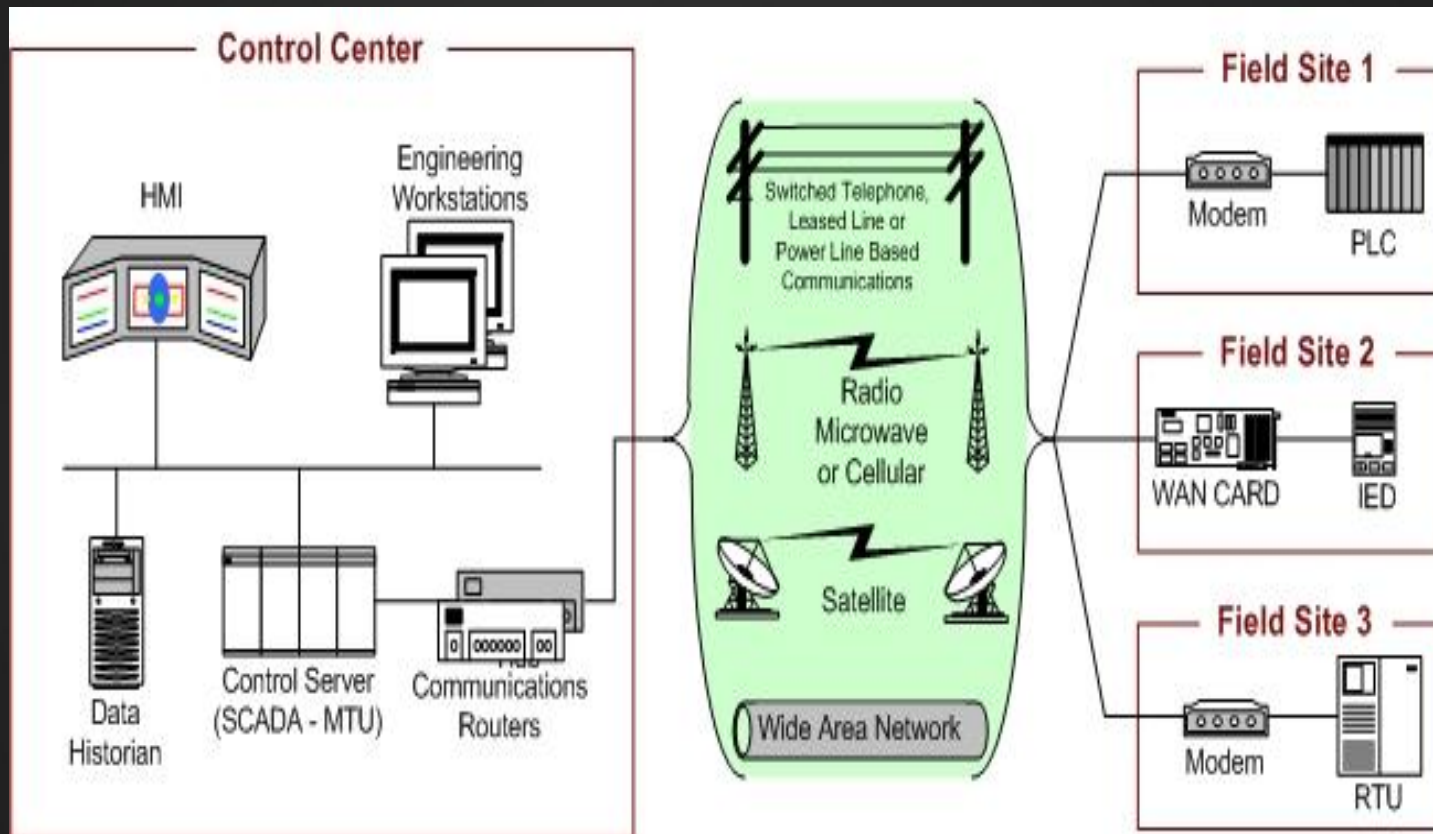 Control Center
HMI
Engineering
Workstations
Data
Historian
Control Server
(SCADA - MTU)
Communications
Routers
Switched Telephone,
Leased Line or
Power Line Based
Communications
Radio
Microwave
or Cellular
Satellite
Wide Area Network
Field Site 1
Modem
PLC
Field Site 2
WAN CARD
IED
Field Site 3
Modem
RTU